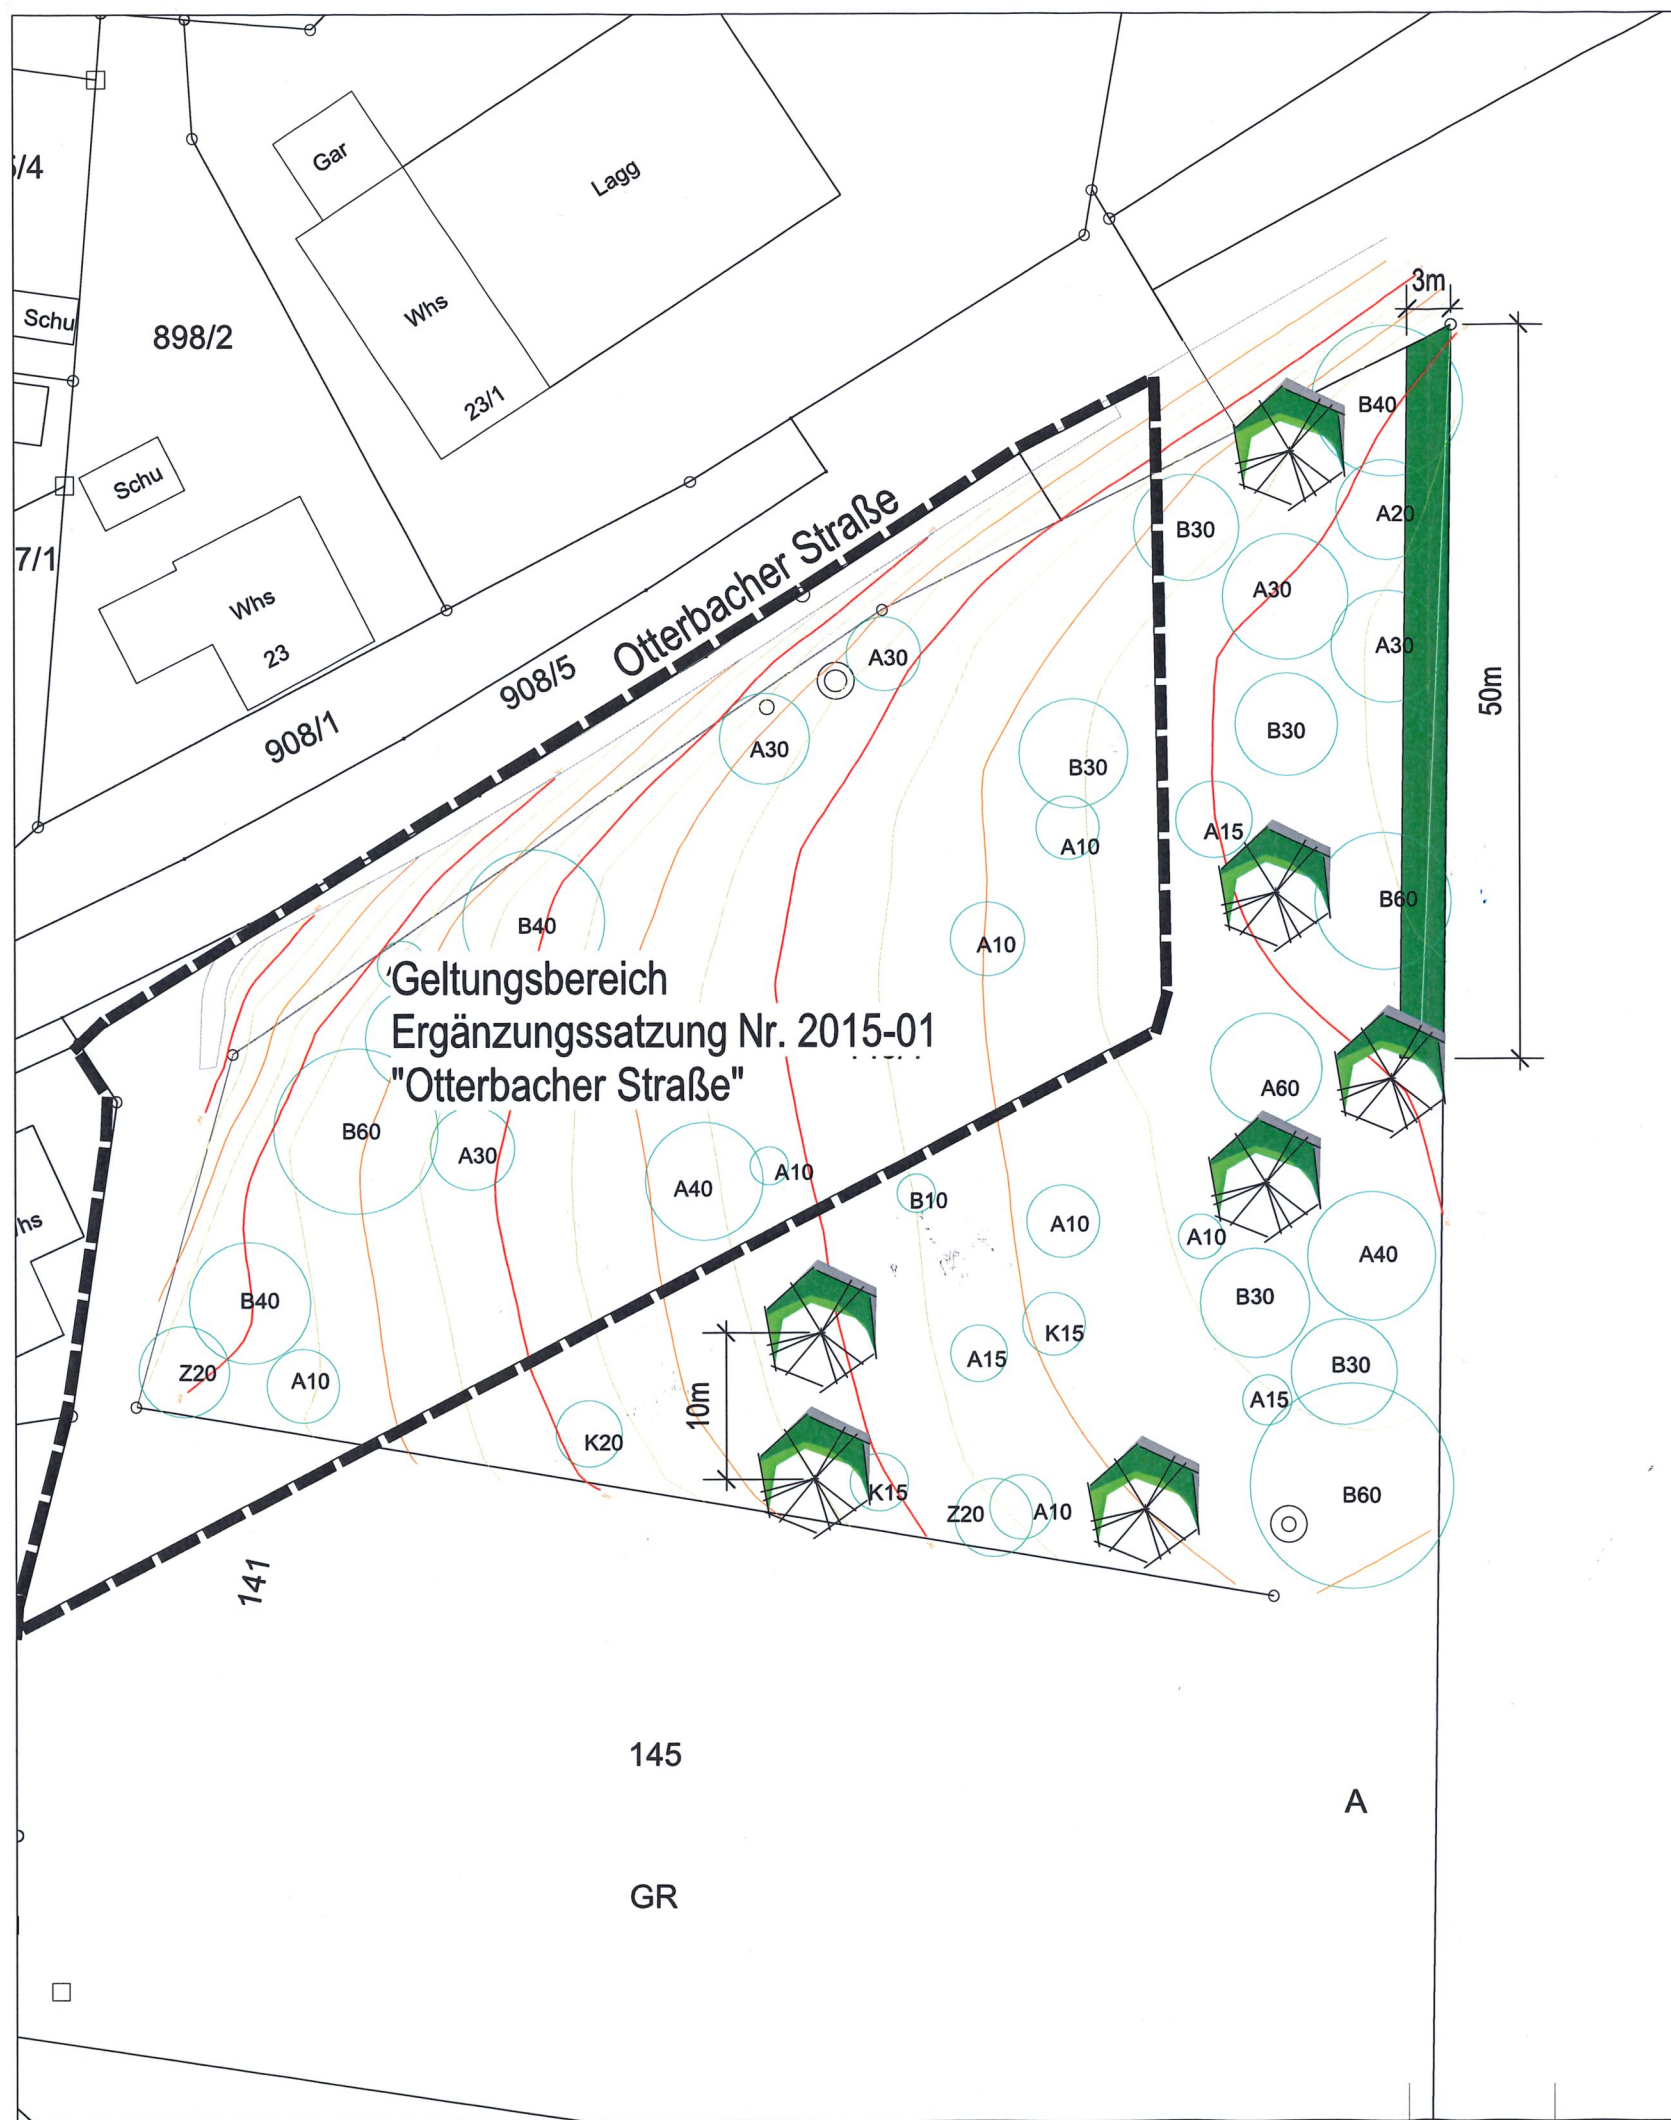 Gar
Lagg
Whs
23/1
Schu
898/2
Schu
7/1
Whs
23
908/1
908/5
Otterbacher Straße
3m
50m
B40
A20
B30
A30
A30
B30
A30
A30
B30
A10
A15
B60
B40
A10
Geltungsbereich
Ergänzungssatzung Nr. 2015-01
"Otterbacher Straße"
A60
B60
A30
A40
A10
B10
A10
A10
A40
B30
B40
K15
A15
B30
Z20
A10
A15
10m
K20
K15
Z20
A10
B60
141
145
A
GR